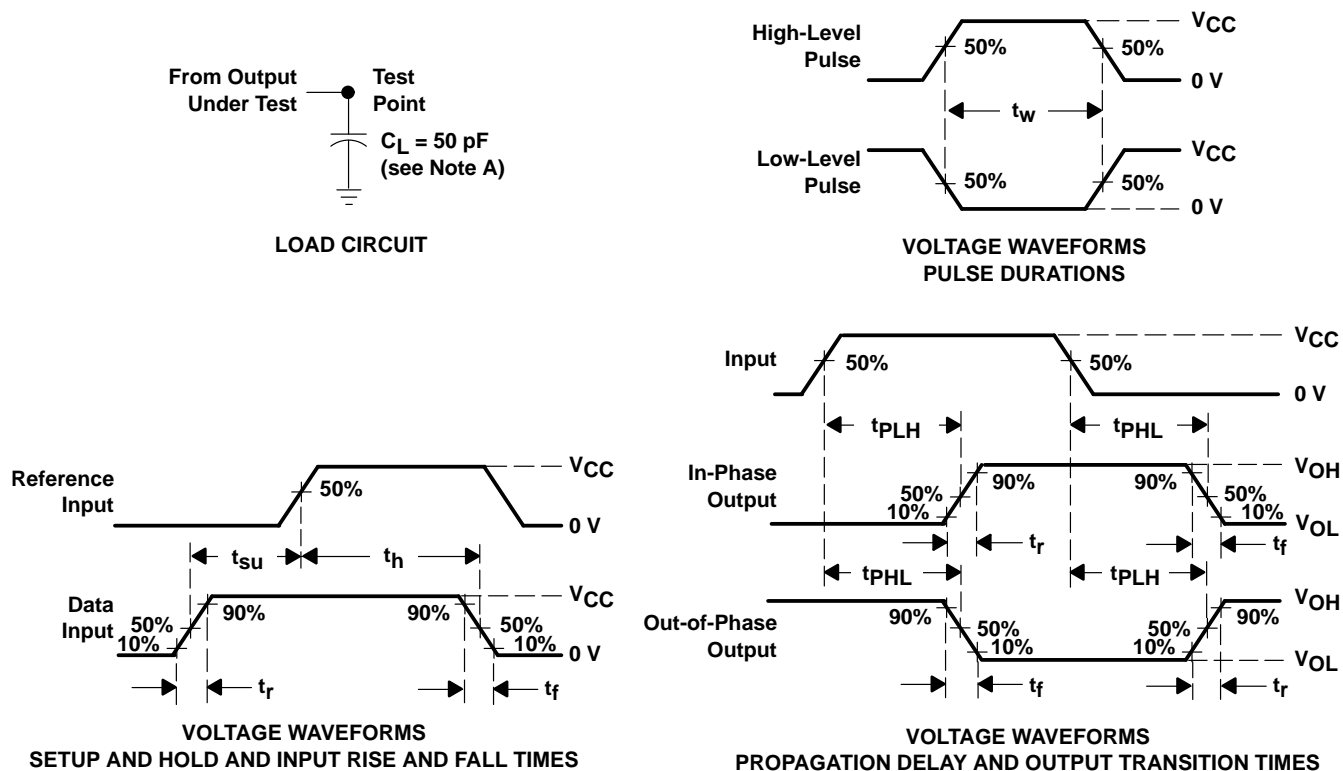 From Output
Under Test
Test
Point
CL = 50 pF
(see Note A)
LOAD CIRCUIT
High-Level
Pulse
50%
50%
VCC
0 V
tw
Low-Level
Pulse
50%
50%
VCC
0 V
VOLTAGE WAVEFORMS
PULSE DURATIONS
Reference
Input
50%
VCC
0 V
tsu
th
Data
Input
50%
10%
90%
90%
50%
10%
VCC
0 V
tr
tf
VOLTAGE WAVEFORMS
SETUP AND HOLD AND INPUT RISE AND FALL TIMES
Input
50%
50%
VCC
0 V
tPLH
tPHL
In-Phase
Output
50%
10%
90%
90%
50%
10%
VOH
VOL
tr
tf
tPHL
tPLH
Out-of-Phase
Output
90%
50%
10%
50%
10%
90%
VOH
VOL
tf
tr
VOLTAGE WAVEFORMS
PROPAGATION DELAY AND OUTPUT TRANSITION TIMES